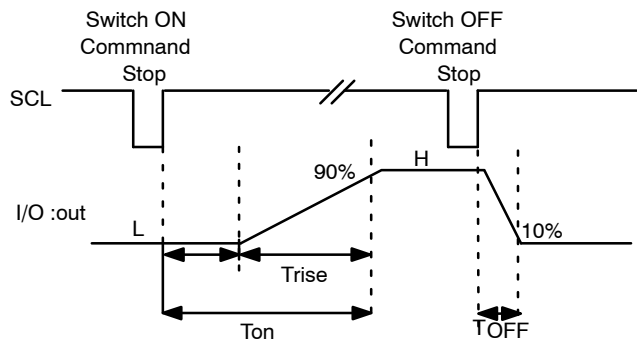 Switch ON
Commnand
Stop
Switch OFF
Command
Stop
SCL
90%
H
I/O :out
L
10%
Trise
Ton
TOFF